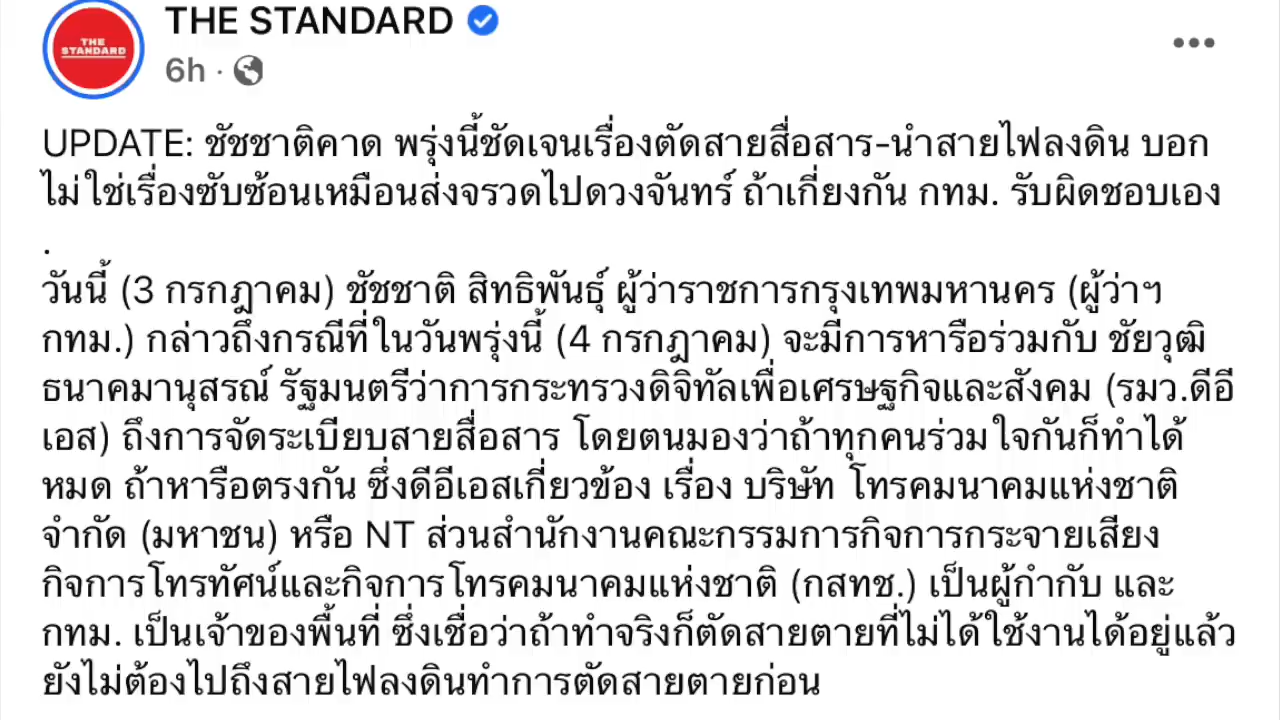 THE STANDARD
THE
STANDARD
6h ·
UPDATE: ชัชชาติคาด พรุ่งนี้ชัดเจนเรื่องตัดสายสื่อสาร-นำสายไฟลงดิน บอก
ไม่ใช่เรื่องซับซ้อนเหมือนส่งจรวดไปดวงจันทร์ ถ้าเกี่ยงกัน กทม. รับผิดชอบเอง
.
วันนี้ (3 กรกฎาคม) ชัชชาติ สิทธิพันธุ์ ผู้ว่าราชการกรุงเทพมหานคร (ผู้ว่าฯ
กทม.) กล่าวถึงกรณีที่ในวันพรุ่งนี้ (4 กรกฎาคม) จะมีการหารือร่วมกับ ชัยวุฒิ
ธนาคมานุสรณ์ รัฐมนตรีว่าการกระทรวงดิจิทัลเพื่อเศรษฐกิจและสังคม (รมว.ดีอี
เอส) ถึงการจัดระเบียบสายสื่อสาร โดยตนมองว่าถ้าทุกคนร่วมใจกันก็ทำได้
หมด ถ้าหารือตรงกัน ซึ่งดีอีเอสเกี่ยวข้อง เรื่อง บริษัท โทรคมนาคมแห่งชาติ
จำกัด (มหาชน) หรือ NT ส่วนสำนักงานคณะกรรมการกิจการกระจายเสียง
กิจการโทรทัศน์และกิจการโทรคมนาคมแห่งชาติ (กสทช.) เป็นผู้กำกับ และ
กทม. เป็นเจ้าของพื้นที่ ซึ่งเชื่อว่าถ้าทำจริงก็ตัดสายตายที่ไม่ได้ใช้งานได้อยู่แล้ว
ยังไม่ต้องไปถึงสายไฟลงดินทำการตัดสายตายก่อน